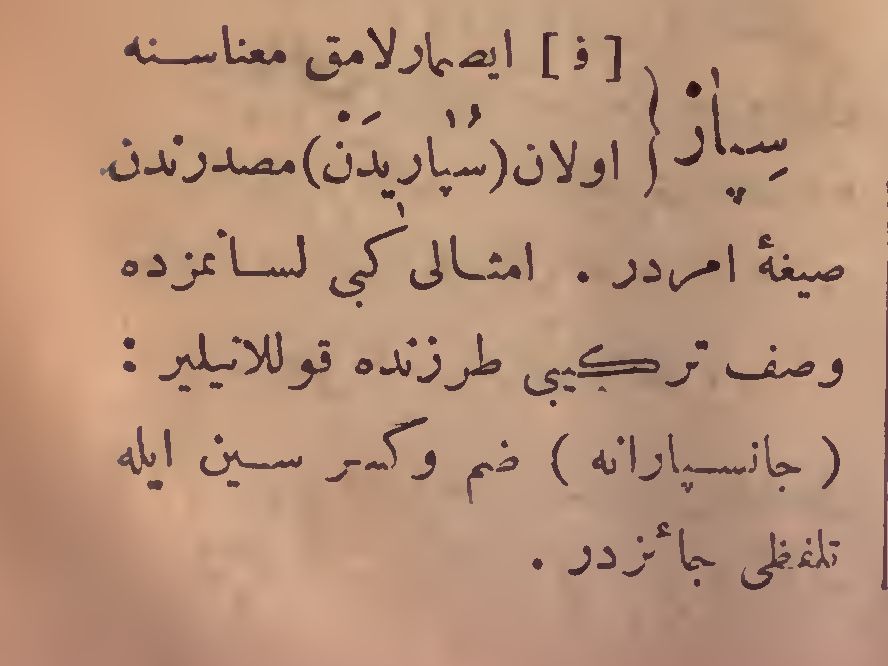 سِپاْر { [ ف ] ایصمارلامق معناسنه
اولان (سُپاریدَنْ) مصدرندن
صیغهٔ امردر . امثالی کبی لسانمزده
وصف ترکیبی طرزنده قوللانیلیر :
( جانسپارانه ) ضم وکسر سین ایله
تلفظی جائزدر .